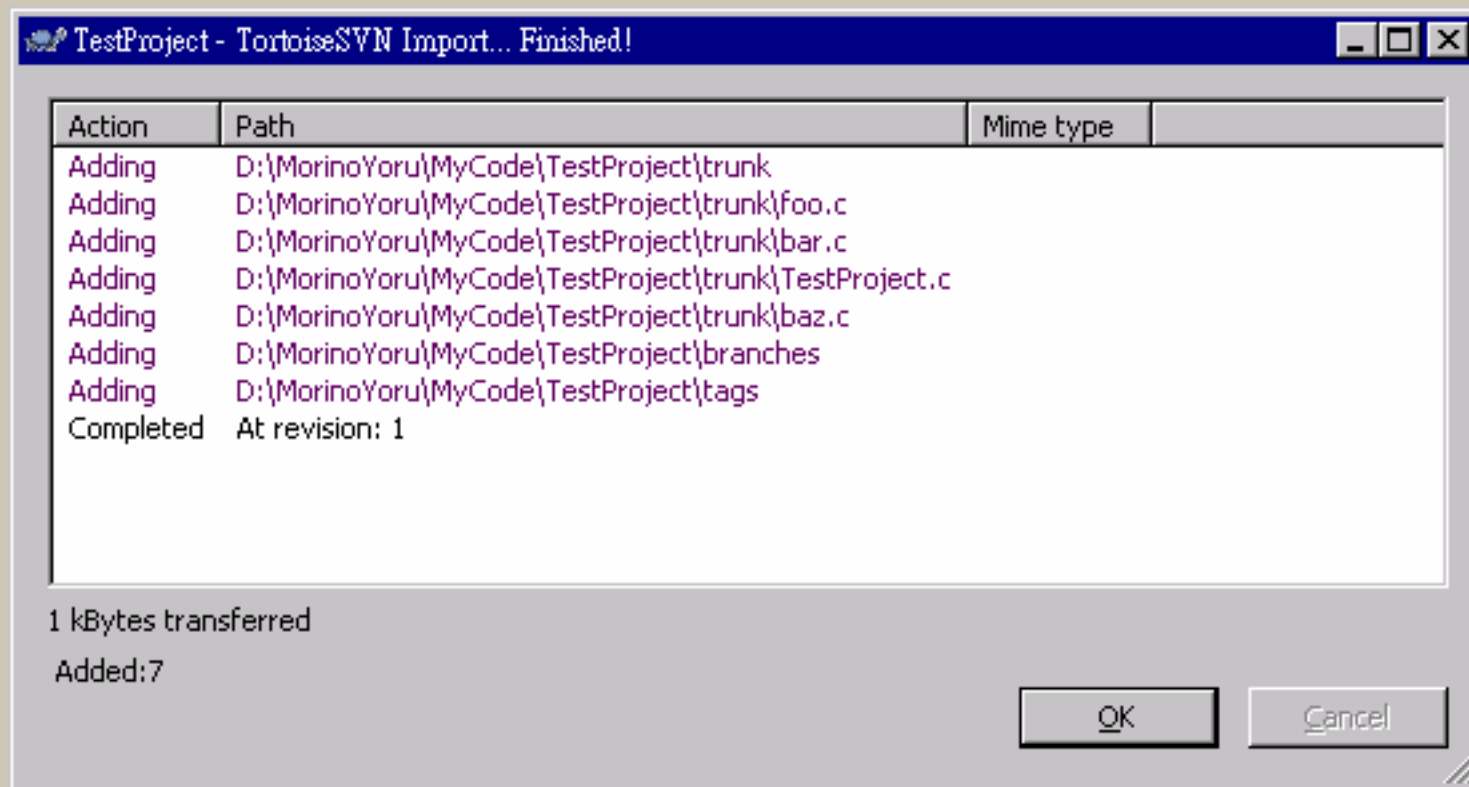 TestProject - TortoiseSVN Import... Finished!
Action Path Mime type
Adding D:\MorinoYoru\MyCode\TestProject\trunk
Adding D:\MorinoYoru\MyCode\TestProject\trunk\foo.c
Adding D:\MorinoYoru\MyCode\TestProject\trunk\bar.c
Adding D:\MorinoYoru\MyCode\TestProject\trunk\TestProject.c
Adding D:\MorinoYoru\MyCode\TestProject\trunk\baz.c
Adding D:\MorinoYoru\MyCode\TestProject\branches
Adding D:\MorinoYoru\MyCode\TestProject\tags
Completed At revision: 1
1 kBytes transferred
Added:7
OK Cancel